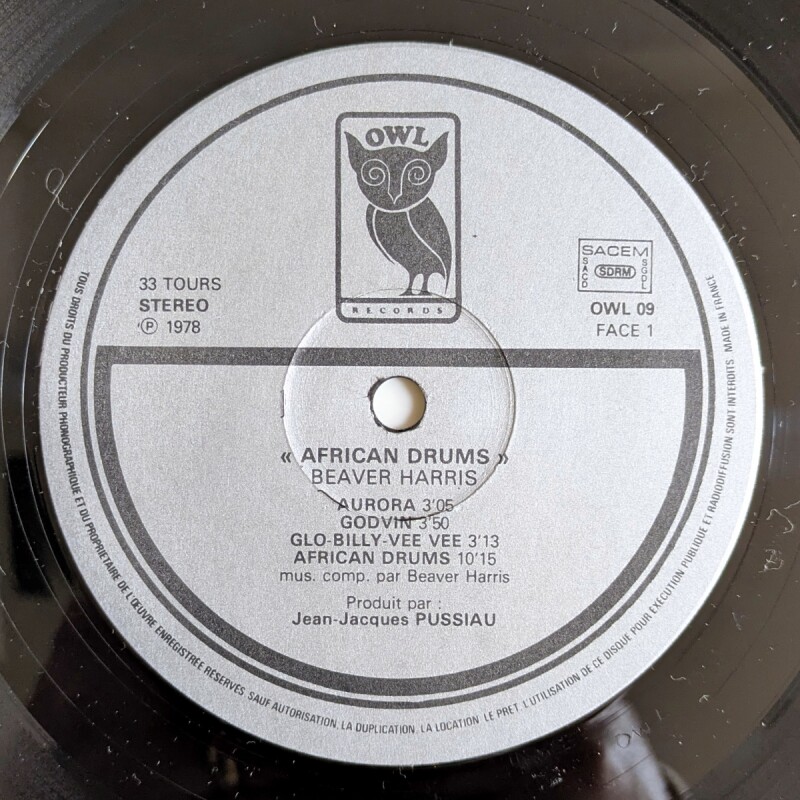 OWL
RECORDS
33 TOURS
STEREO
℗ 1978
SACEM
SACD
SDRM
SGDL
OWL 09
FACE 1
« AFRICAN DRUMS »
BEAVER HARRIS
AURORA 3'05
GODVIN 3'50
GLO-BILLY-VEE VEE 3'13
AFRICAN DRUMS 10'15
mus. comp. par Beaver Harris
Produit par :
Jean-Jacques PUSSIAU
TOUS DROITS DU PRODUCTEUR PHONOGRAPHIQUE ET DU PROPRIETAIRE DE L'ŒUVRE ENREGISTREE RESERVES SAUF AUTORISATION, LA DUPLICATION, LA LOCATION LE PRET, L'UTILISATION DE CE DISQUE POUR EXECUTION PUBLIQUE ET RADIODIFFUSION SONT INTERDITS MADE IN FRANCE
OWL